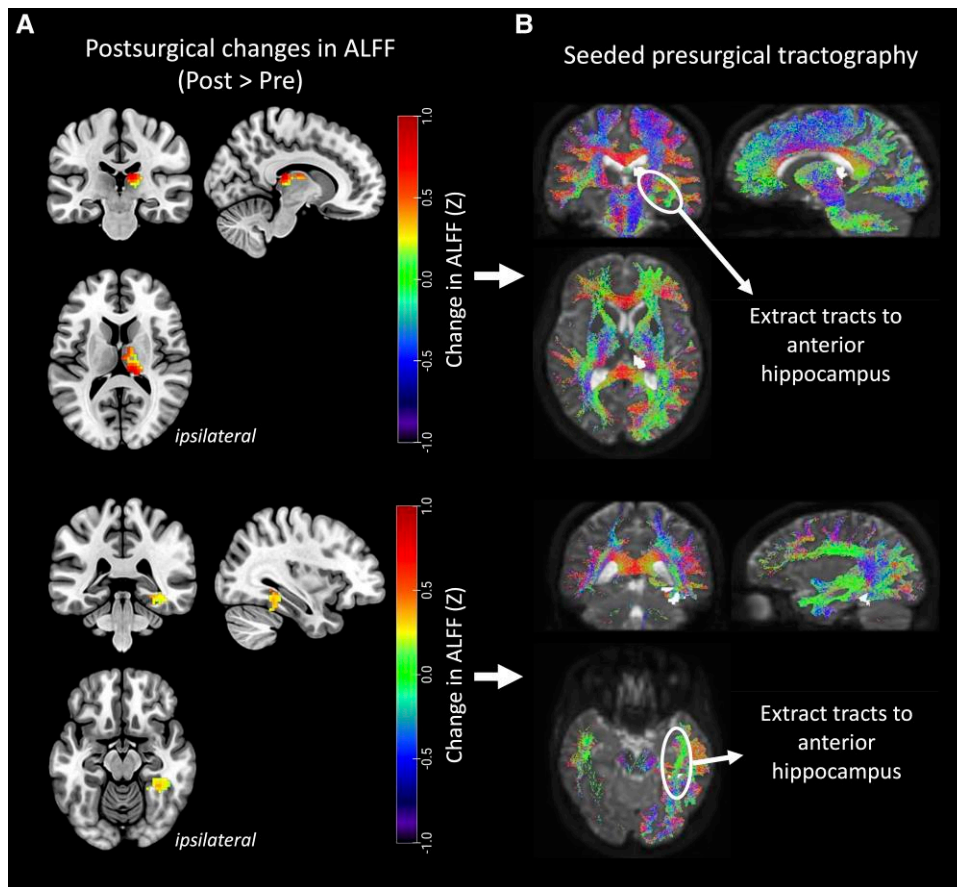 A
Postsurgical changes in ALFF
(Post > Pre)
1.0
0.5
0.0
-0.5
-1.0
Change in ALFF (Z)
ipsilateral
1.0
0.5
0.0
-0.5
-1.0
Change in ALFF (Z)
ipsilateral
B
Seeded presurgical tractography
Extract tracts to
anterior
hippocampus
Extract tracts to
anterior
hippocampus